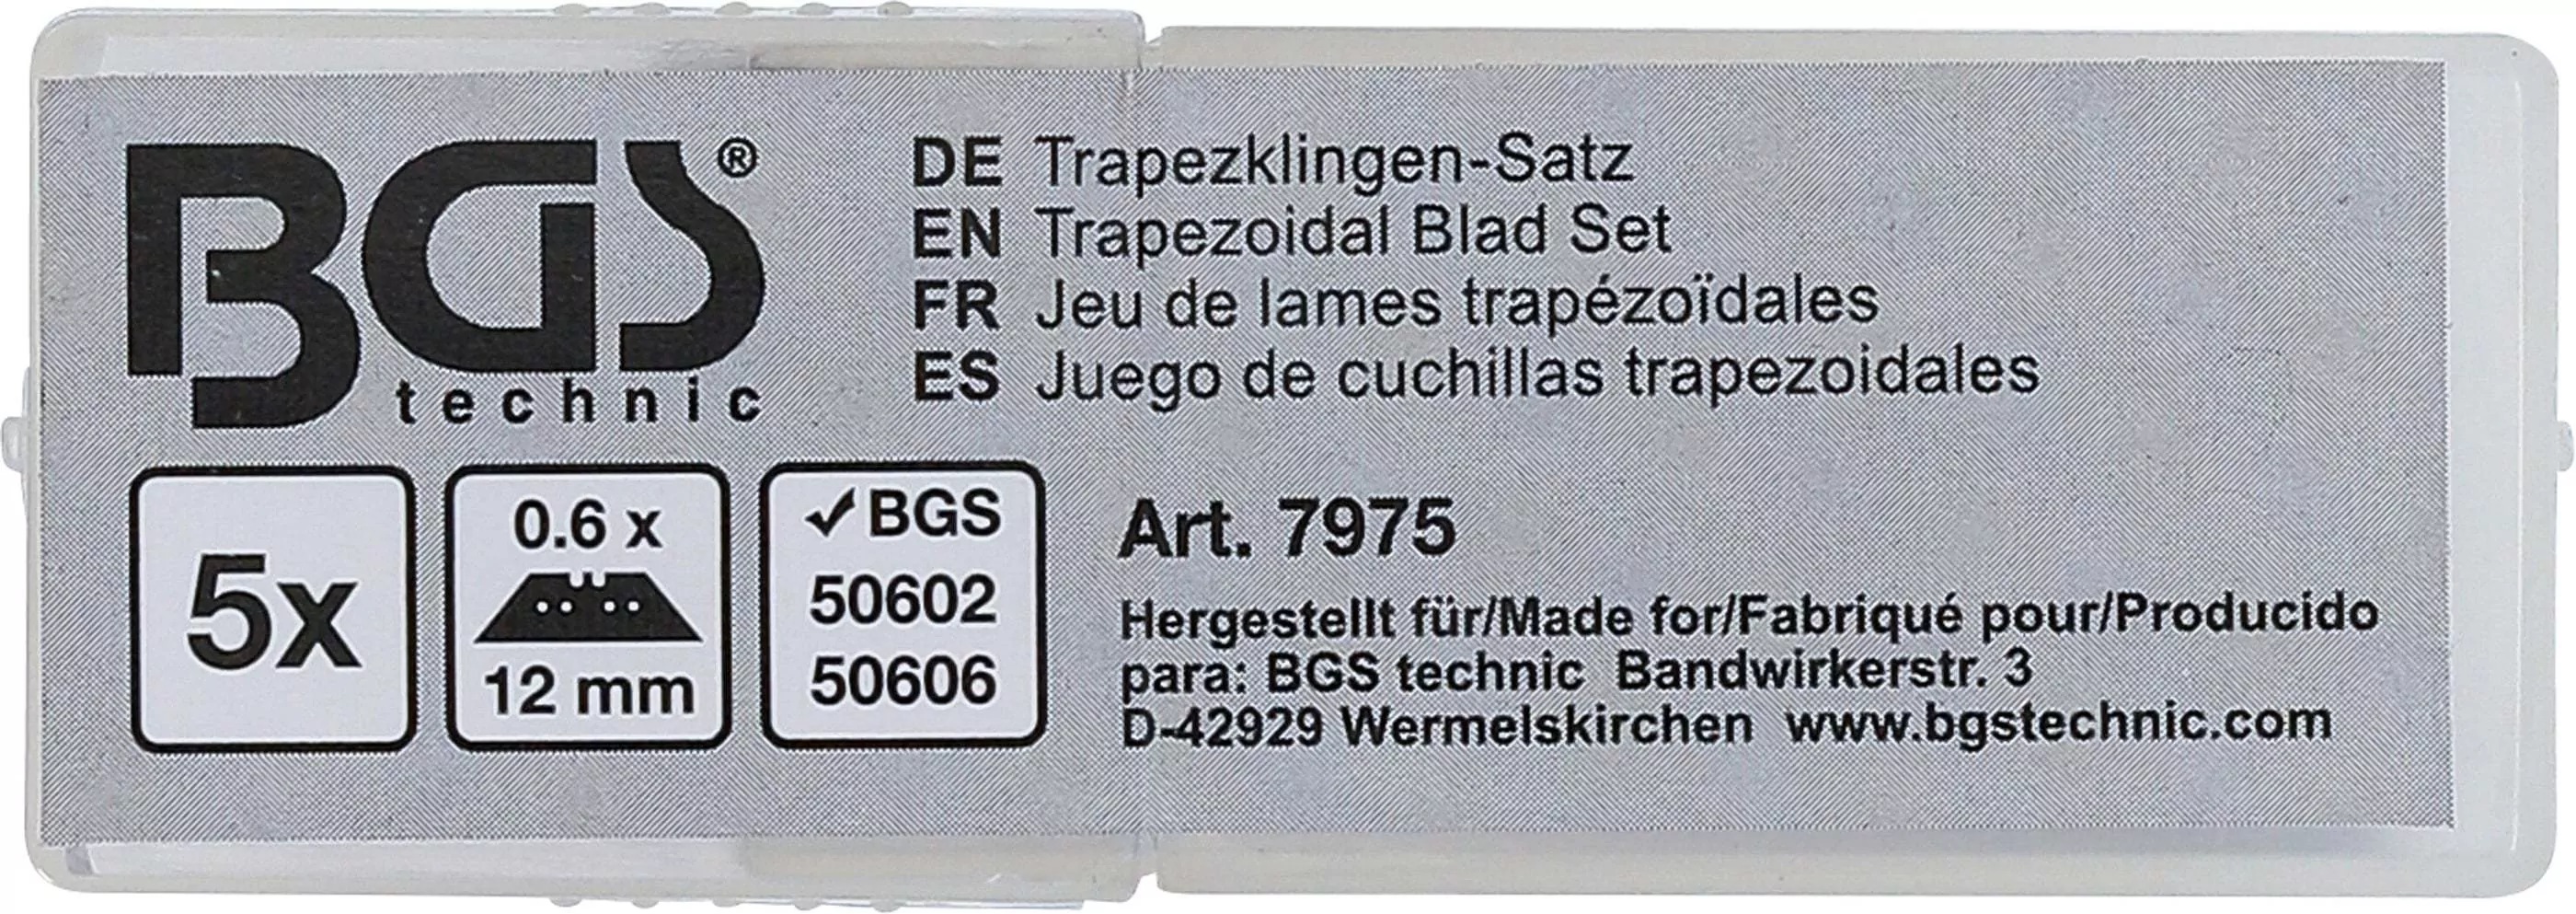 BGS®
technic
DE Trapezklingen-Satz
EN Trapezoidal Blad Set
FR Jeu de lames trapézoïdales
ES Juego de cuchillas trapezoidales
5x
0.6 x
12 mm
✓BGS
50602
50606
Art. 7975
Hergestellt für/Made for/Fabriqué pour/Producido
para: BGS technic Bandwirkerstr. 3
D-42929 Wermelskirchen www.bgstechnic.com